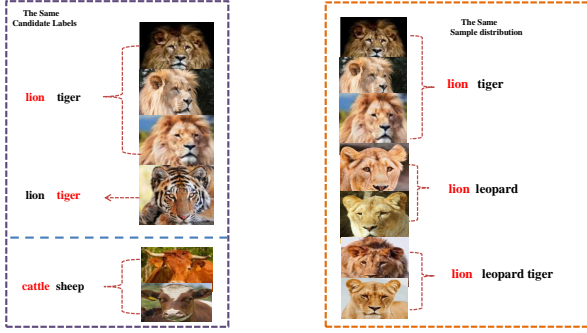 The Same
Candidate Labels
lion tiger
lion tiger
cattle sheep
The Same
Sample distribution
lion tiger
lion leopard
lion leopard tiger